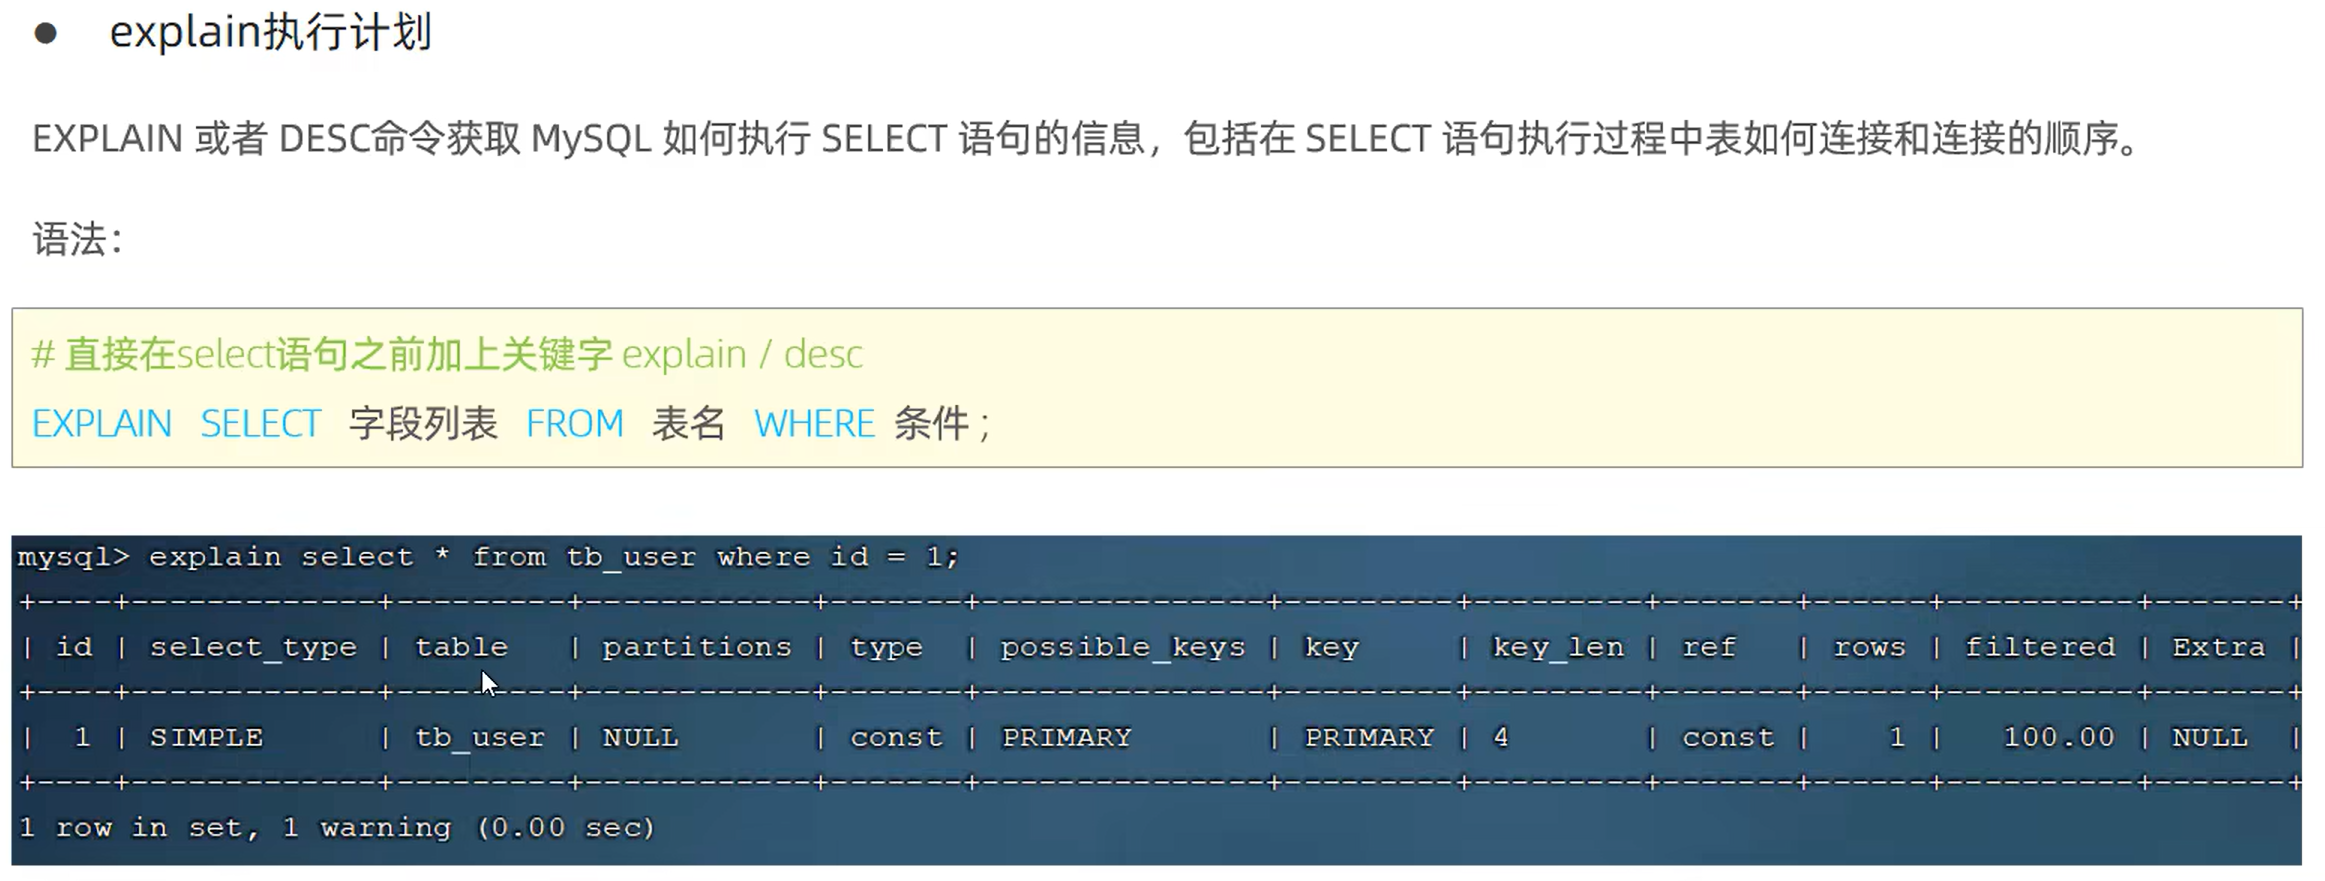 ● explain执行计划
EXPLAIN 或者 DESC命令获取 MySQL 如何执行 SELECT 语句的信息，包括在 SELECT 语句执行过程中表如何连接和连接的顺序。
语法：
# 直接在select语句之前加上关键字 explain / desc
EXPLAIN SELECT 字段列表 FROM 表名 WHERE 条件 ;
mysql> explain select * from tb_user where id = 1;
+----+-------------+---------+------------+-------+---------------+---------+---------+-------+------+----------+-------+
| id | select_type | table   | partitions | type  | possible_keys | key     | key_len | ref   | rows | filtered | Extra |
+----+-------------+---------+------------+-------+---------------+---------+---------+-------+------+----------+-------+
|  1 | SIMPLE      | tb_user | NULL       | const | PRIMARY       | PRIMARY | 4       | const |    1 |   100.00 | NULL  |
+----+-------------+---------+------------+-------+---------------+---------+---------+-------+------+----------+-------+
1 row in set, 1 warning (0.00 sec)